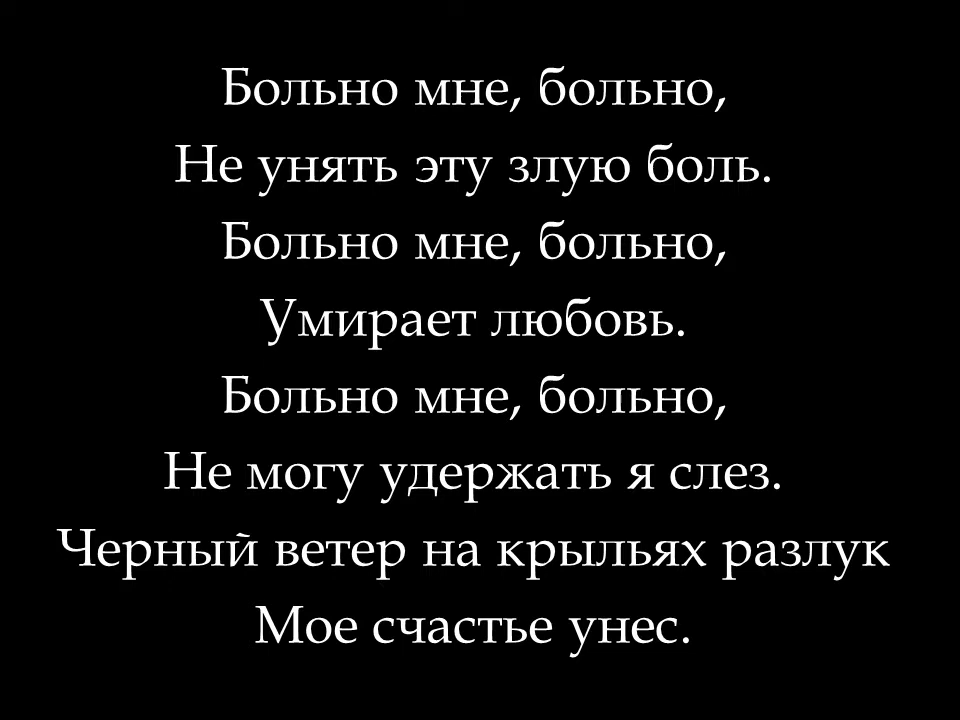 Больно мне, больно,
Не унять эту злую боль.
Больно мне, больно,
Умирает любовь.
Больно мне, больно,
Не могу удержать я слез.
Черный ветер на крыльях разлук
Мое счастье унес.